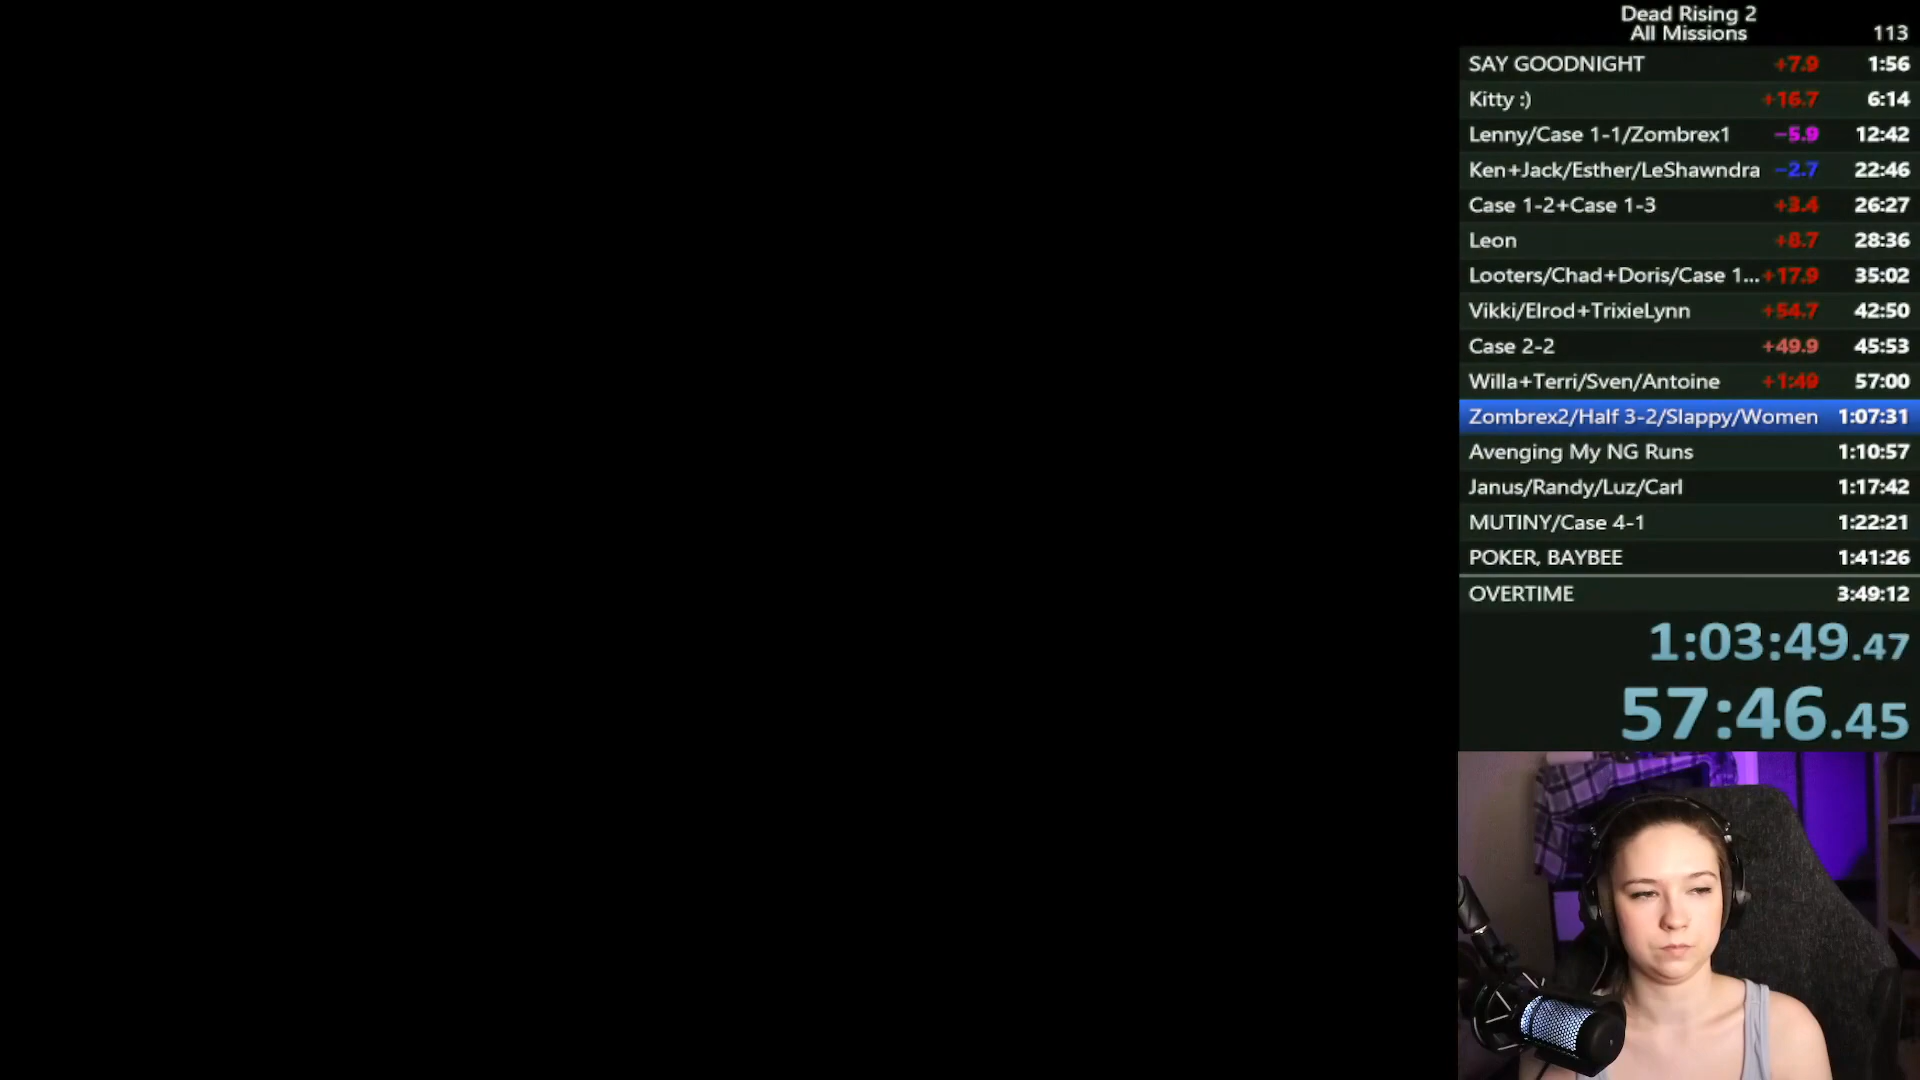 Dead Rising 2
All Missions 113
SAY GOODNIGHT +7.9 1:56
Kitty :) +16.7 6:14
Lenny/Case 1-1/Zombrex1 −5.9 12:42
Ken+Jack/Esther/LeShawndra −2.7 22:46
Case 1-2+Case 1-3 +3.4 26:27
Leon +8.7 28:36
Looters/Chad+Doris/Case 1... +17.9 35:02
Vikki/Elrod+TrixieLynn +54.7 42:50
Case 2-2 +49.9 45:53
Willa+Terri/Sven/Antoine +1:49 57:00
Zombrex2/Half 3-2/Slappy/Women 1:07:31
Avenging My NG Runs 1:10:57
Janus/Randy/Luz/Carl 1:17:42
MUTINY/Case 4-1 1:22:21
POKER, BAYBEE 1:41:26
OVERTIME 3:49:12
1:03:49.47
57:46.45